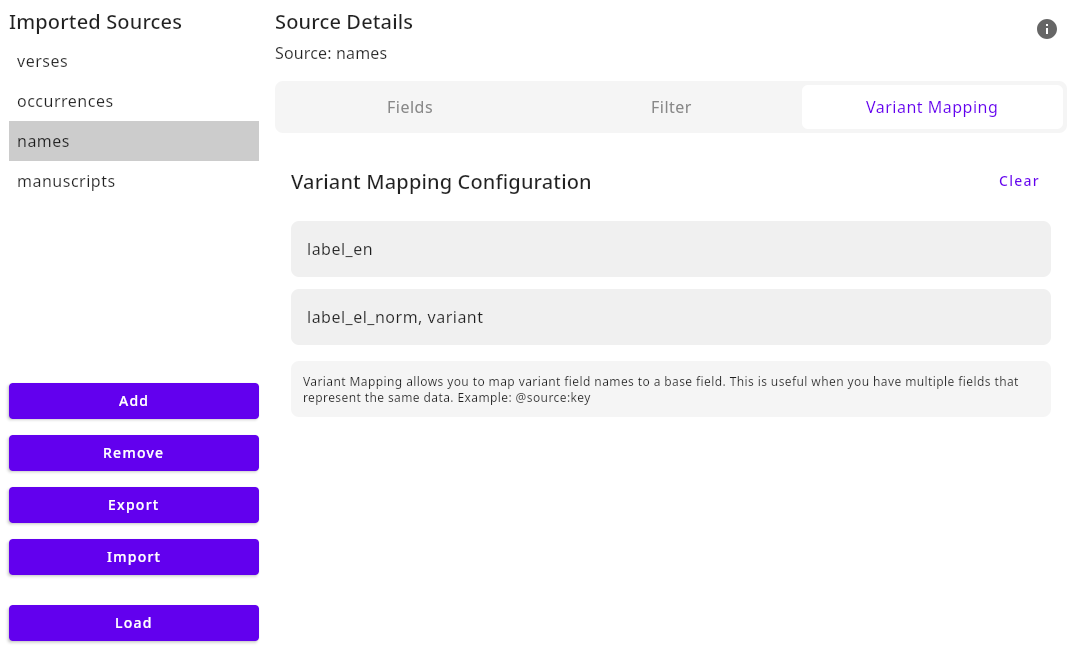 Imported Sources
verses
occurrences
names
manuscripts
Add
Remove
Export
Import
Load
Source Details
Source: names
Fields
Filter
Variant Mapping
Variant Mapping Configuration
Clear
label_en
label_el_norm, variant
Variant Mapping allows you to map variant field names to a base field. This is useful when you have multiple fields that
represent the same data. Example: @source:key